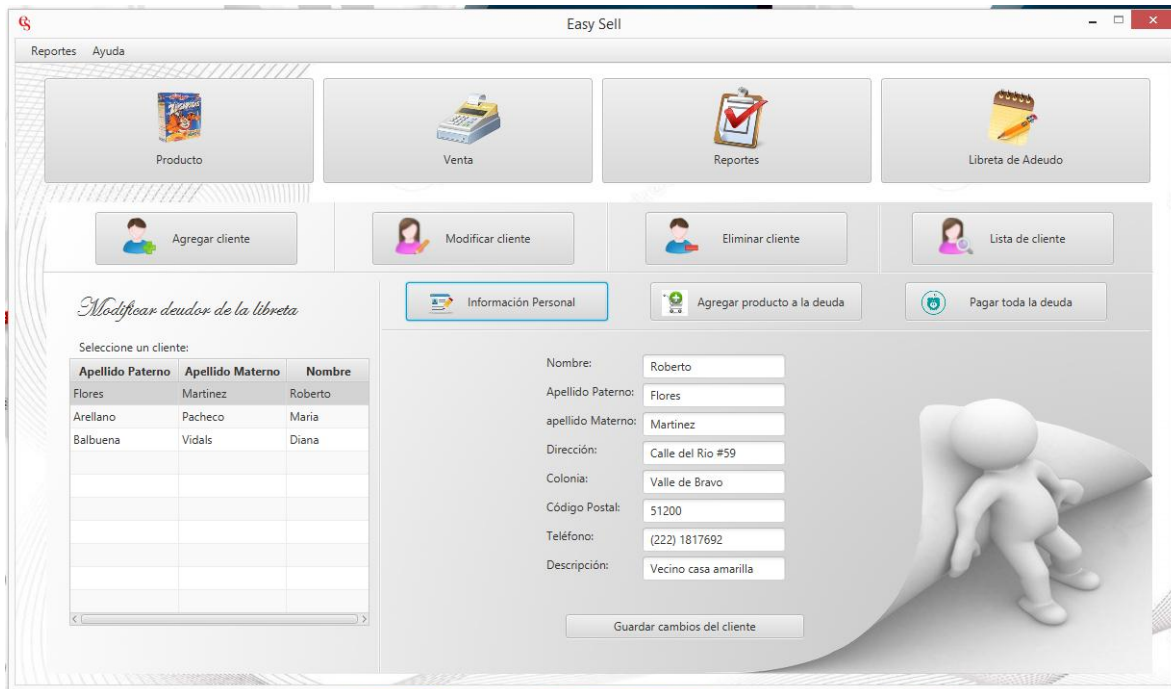 Easy Sell
Reportes Ayuda
Producto
Venta
Reportes
Libreta de Adeudo
Agregar cliente
Modificar cliente
Eliminar cliente
Lista de cliente
Modificar deudor de la libreta
Información Personal
Agregar producto a la deuda
Pagar toda la deuda
Seleccione un cliente:
Apellido Paterno Apellido Materno Nombre
Flores Martinez Roberto
Arellano Pacheco Maria
Balbuena Vidals Diana
Nombre: Roberto
Apellido Paterno: Flores
apellido Materno: Martinez
Dirección: Calle del Rio #59
Colonia: Valle de Bravo
Código Postal: 51200
Teléfono: (222) 1817692
Descripción: Vecino casa amarilla
Guardar cambios del cliente